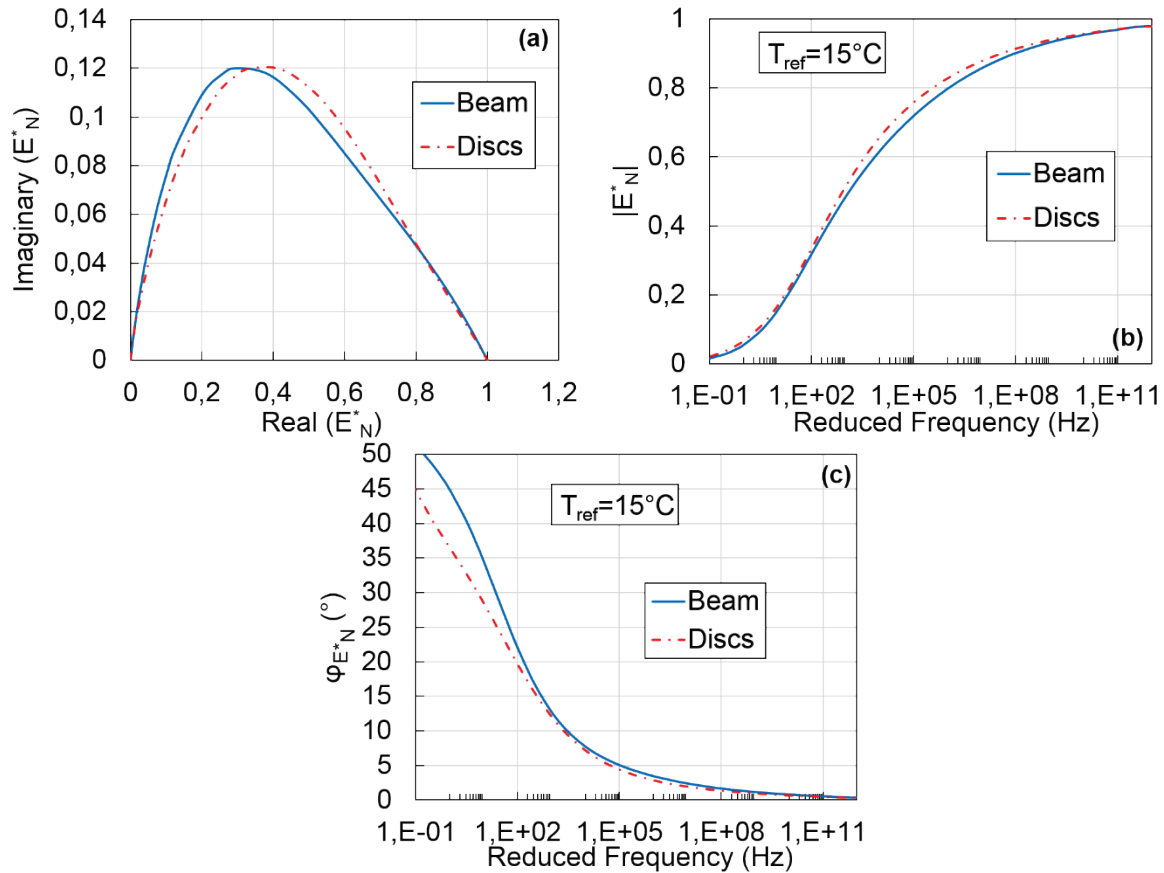 0,14
0,12
0,10
0,08
0,06
0,04
0,02
0
Imaginary (E*N)
(a)
Beam
Discs
0 0,2 0,4 0,6 0,8 1 1,2
Real (E*N)
1
0,8
0,6
0,4
0,2
0
|E*N|
Tref=15°C
Beam
Discs
(b)
1,E-01 1,E+02 1,E+05 1,E+08 1,E+11
Reduced Frequency (Hz)
50
45
40
35
30
25
20
15
10
5
0
φE*N (°)
(c)
Tref=15°C
Beam
Discs
1,E-01 1,E+02 1,E+05 1,E+08 1,E+11
Reduced Frequency (Hz)